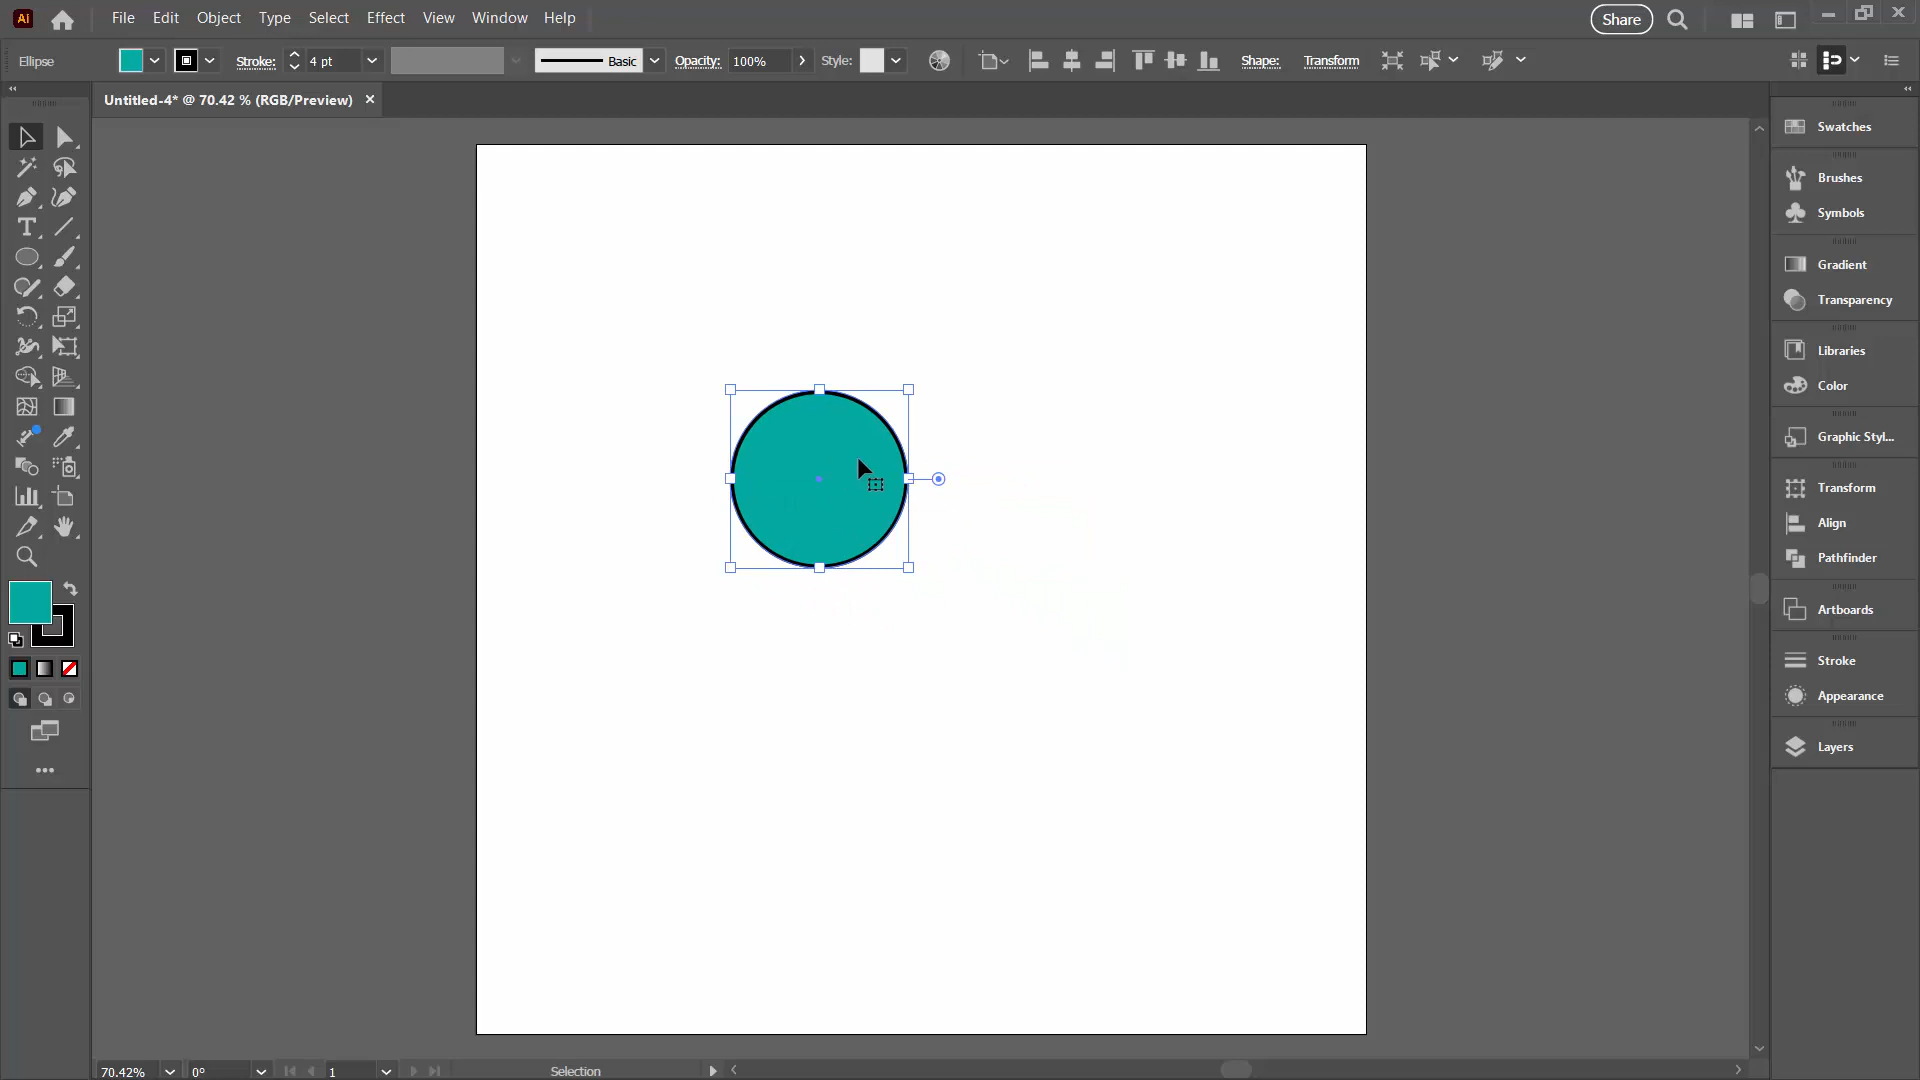 Ai File Edit Object Type Select Effect View Window Help Share
Ellipse Stroke: 4 pt Basic Opacity: 100% Style: Shape: Transform
Untitled-4* @ 70.42 % (RGB/Preview)
Swatches
Brushes
Symbols
Gradient
Transparency
Libraries
Color
Graphic Styl...
Transform
Align
Pathfinder
Artboards
Stroke
Appearance
Layers
70.42% 0° 1 Selection